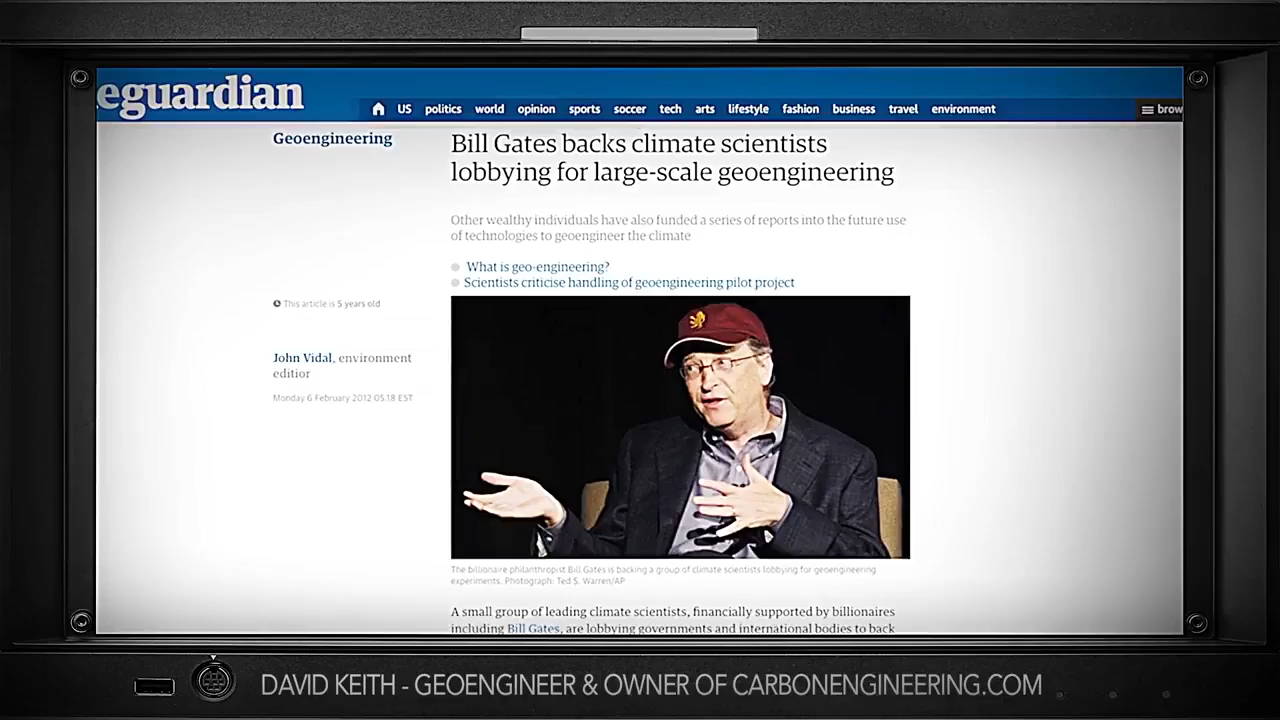 eguardian
US politics world opinion sports soccer tech arts lifestyle fashion business travel environment brow
Geoengineering
Bill Gates backs climate scientists
lobbying for large-scale geoengineering
Other wealthy individuals have also funded a series of reports into the future use
of technologies to geoengineer the climate
What is geo-engineering?
Scientists criticise handling of geoengineering pilot project
This article is 5 years old
John Vidal, environment
editior
Monday 6 February 2012 05.18 EST
The billionaire philanthropist Bill Gates is backing a group of climate scientists lobbying for geoengineering
experiments. Photograph: Ted S. Warren/AP
A small group of leading climate scientists, financially supported by billionaires
including Bill Gates, are lobbying governments and international bodies to back
DAVID KEITH - GEOENGINEER & OWNER OF CARBONENGINEERING.COM